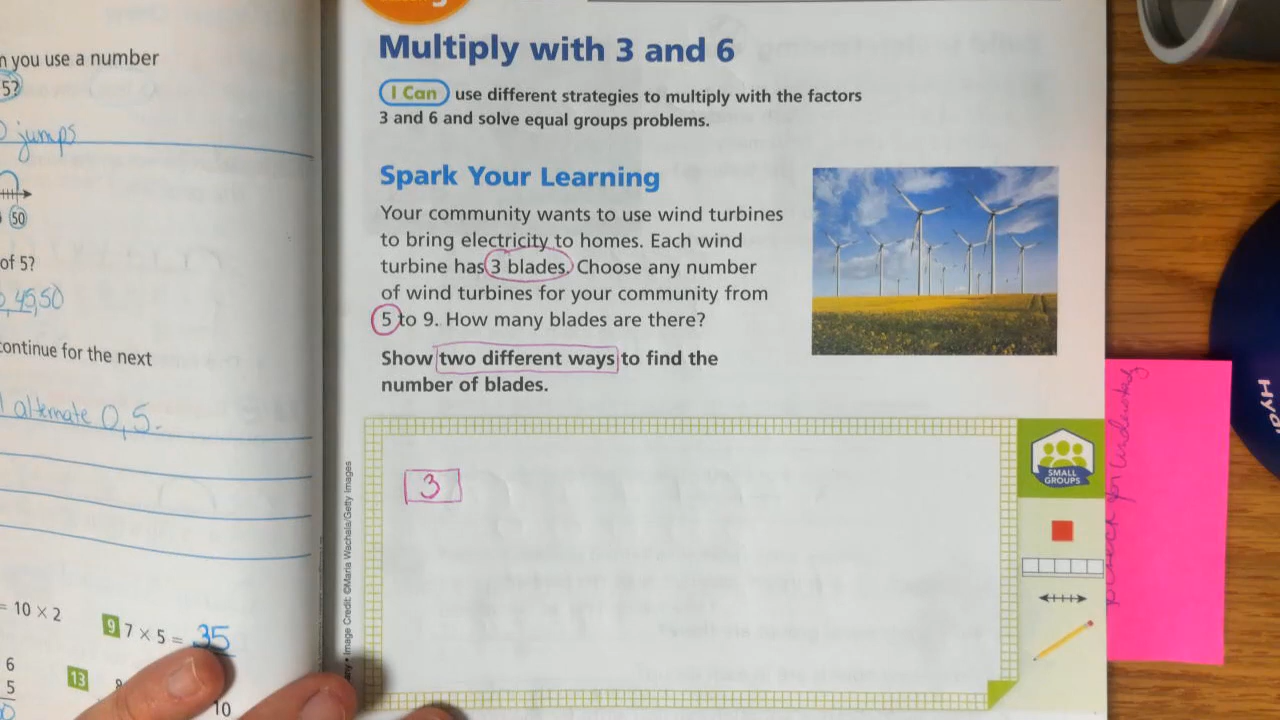 n you use a number
5?
jumps
50
of 5?
45,50
continue for the next
alternate 0,5.
= 10 × 2
9 7 × 5 = 35
6
5
13
8
10
Multiply with 3 and 6
I Can use different strategies to multiply with the factors
3 and 6 and solve equal groups problems.
Spark Your Learning
Your community wants to use wind turbines
to bring electricity to homes. Each wind
turbine has 3 blades. Choose any number
of wind turbines for your community from
5 to 9. How many blades are there?
Show two different ways to find the
number of blades.
3
SMALL
GROUPS
any • Image Credit: ©Maria Wachala/Getty Images
check for